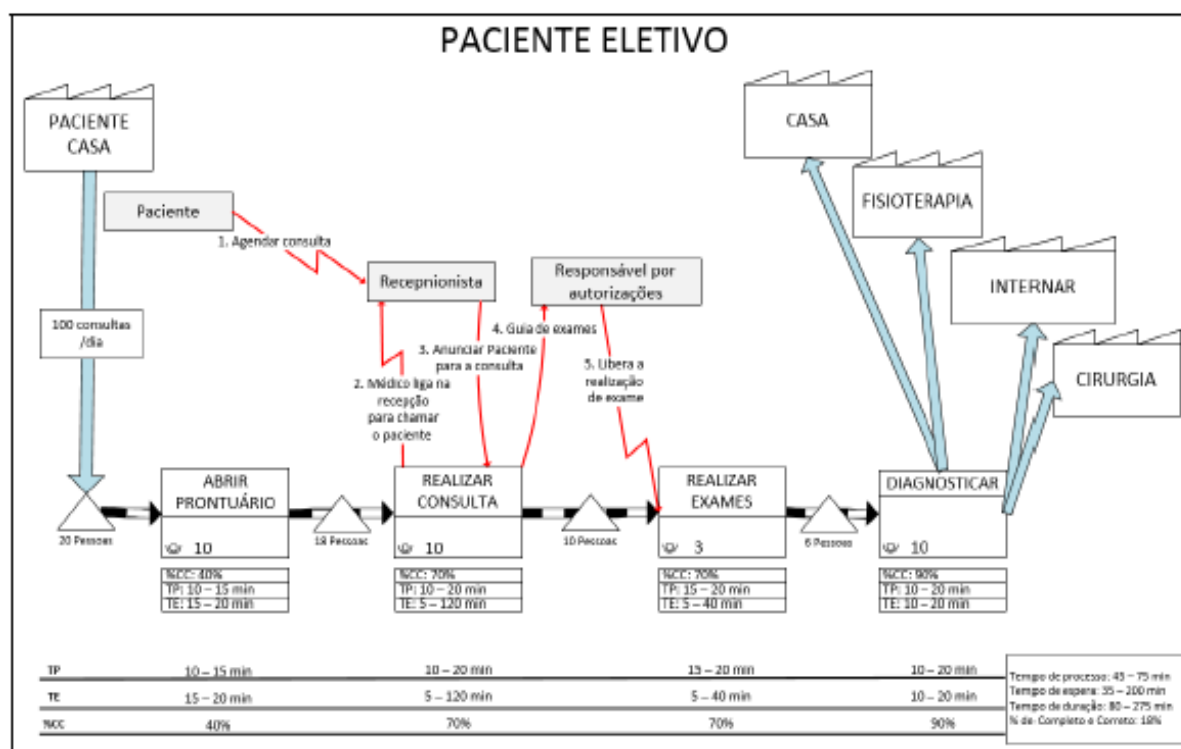 PACIENTE ELETIVO
PACIENTE
CASA
CASA
FISIOTERAPIA
INTERNAR
CIRURGIA
Paciente
1. Agendar consulta
Recepnionista
Responsável por
autorizações
100 consultas
/dia
2. Médico liga na
recepção
para chamar
o paciente
3. Anunciar Paciente
para a consulta
4. Guia de exames
5. Libera a
realização
de exame
20 Pessoas
ABRIR
PRONTUÁRIO
10
%CC: 40%
TP: 10 – 15 min
TE: 15 – 20 min
18 Pessoas
REALIZAR
CONSULTA
10
%CC: 70%
TP: 10 – 20 min
TE: 5 – 120 min
10 Pessoas
REALIZAR
EXAMES
3
%CC: 70%
TP: 15 – 20 min
TE: 5 – 40 min
6 Pessoas
DIAGNOSTICAR
10
%CC: 90%
TP: 10 – 20 min
TE: 10 – 20 min
TP 10 – 15 min 10 – 20 min 15 – 20 min 10 – 20 min
TE 15 – 20 min 5 – 120 min 5 – 40 min 10 – 20 min
%CC 40% 70% 70% 90%
Tempo de processo: 45 – 75 min
Tempo de espera: 35 – 200 min
Tempo de duração: 80 – 275 min
% de Completo e Correto: 18%